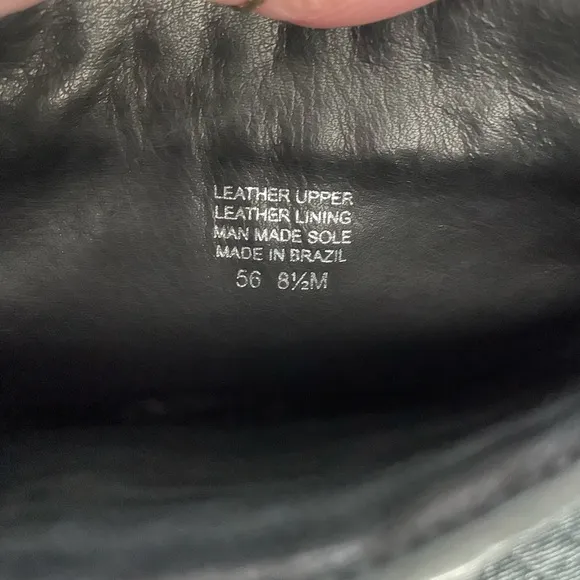 LEATHER UPPER
LEATHER LINING
MAN MADE SOLE
MADE IN BRAZIL
56 8½M